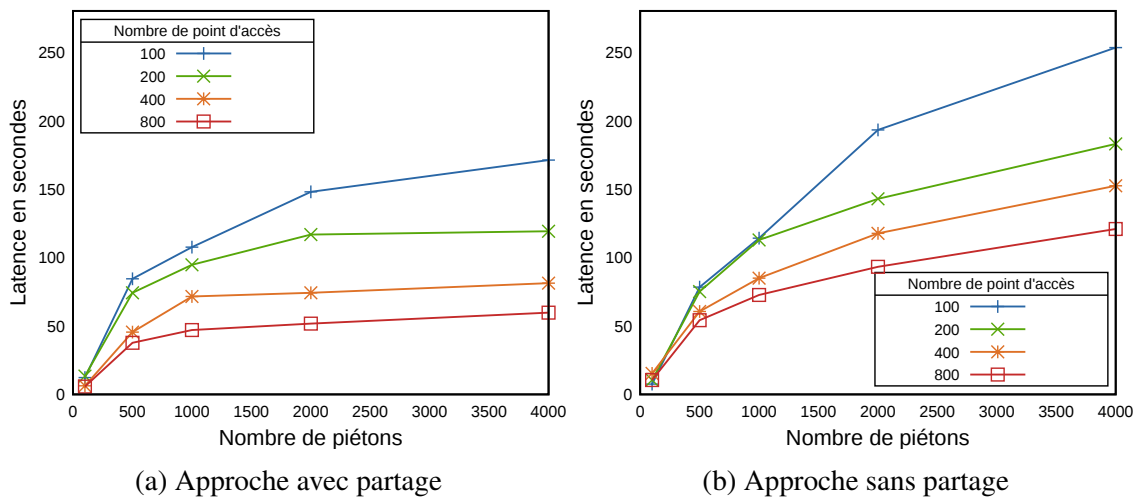 Latence en secondes
250
200
150
100
50
0
Nombre de point d'accès
100
200
400
800
0 500 1000 1500 2000 2500 3000 3500 4000
Nombre de piétons
(a) Approche avec partage
Latence en secondes
250
200
150
100
50
0
Nombre de point d'accès
100
200
400
800
0 500 1000 1500 2000 2500 3000 3500 4000
Nombre de piétons
(b) Approche sans partage